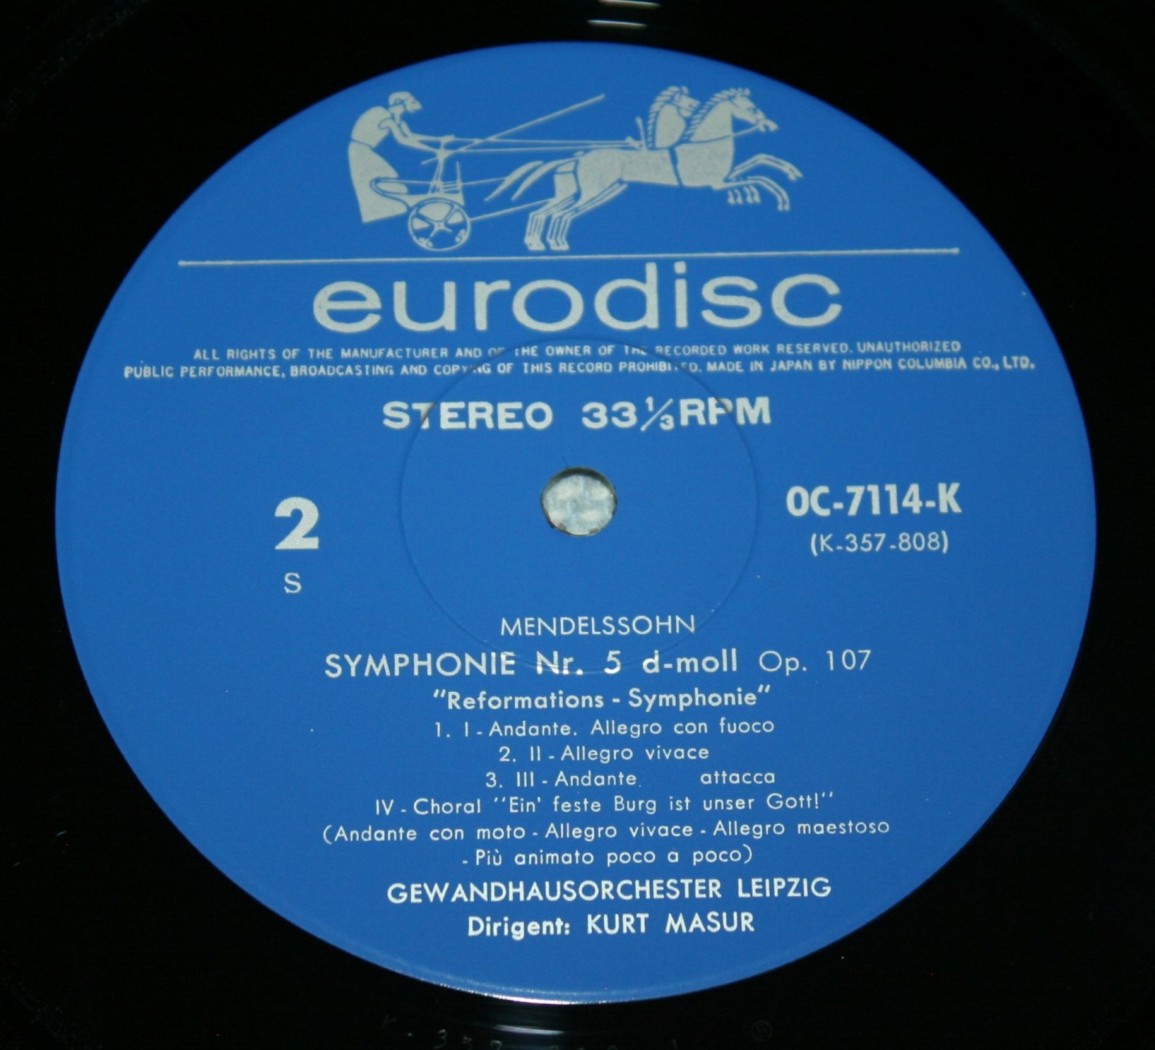 eurodisc
ALL RIGHTS OF THE MANUFACTURER AND OF THE OWNER OF THE RECORDED WORK RESERVED. UNAUTHORIZED
PUBLIC PERFORMANCE, BROADCASTING AND COPYING OF THIS RECORD PROHIBITED. MADE IN JAPAN BY NIPPON COLUMBIA CO., LTD.
STEREO 33 1/3 RPM
2
S
OC-7114-K
(K-357-808)
MENDELSSOHN
SYMPHONIE Nr. 5 d-moll Op. 107
"Reformations - Symphonie"
1. I - Andante. Allegro con fuoco
2. II - Allegro vivace
3. III - Andante attacca
IV - Choral "Ein' feste Burg ist unser Gott!"
(Andante con moto - Allegro vivace - Allegro maestoso
- Più animato poco a poco)
GEWANDHAUSORCHESTER LEIPZIG
Dirigent: KURT MASUR